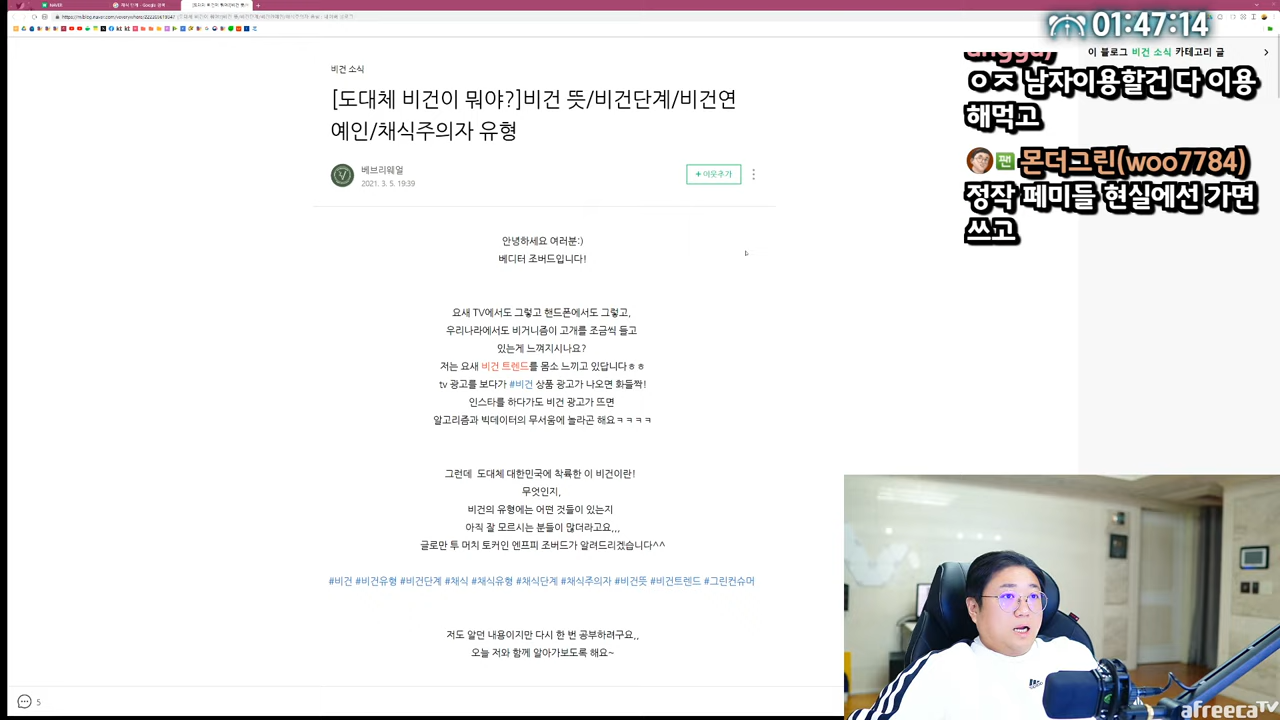 01:47:14
이 블로그 비건 소식 카테고리 글
ㅇㅈ 남자이용할건 다 이용
해먹고
팬 몬더그린(woo7784)
정작 페미들 현실에선 가면
쓰고
비건 소식
[도대체 비건이 뭐야?]비건 뜻/비건단계/비건연
예인/채식주의자 유형
베브리웨얼
2021. 3. 5. 19:39
+이웃추가
안녕하세요 여러분:)
베디터 조버드입니다!
요새 TV에서도 그렇고 핸드폰에서도 그렇고,
우리나라에서도 비거니즘이 고개를 조금씩 들고
있는게 느껴지시나요?
저는 요새 비건 트렌드를 몸소 느끼고 있답니다ㅎㅎ
tv 광고를 보다가 #비건 상품 광고가 나오면 화들짝!
인스타를 하다가도 비건 광고가 뜨면
알고리즘과 빅데이터의 무서움에 놀라곤 해요ㅋㅋㅋㅋ
그런데 도대체 대한민국에 착륙한 이 비건이란!
무엇인지,
비건의 유형에는 어떤 것들이 있는지
아직 잘 모르시는 분들이 많더라고요,,,
글로만 투 머치 토커인 엔프피 조버드가 알려드리겠습니다^^
#비건 #비건유형 #비건단계 #채식 #채식유형 #채식단계 #채식주의자 #비건뜻 #비건트렌드 #그린컨슈머
저도 알던 내용이지만 다시 한 번 공부하려구요,,
오늘 저와 함께 알아가보도록 해요~
5
afreecaTV